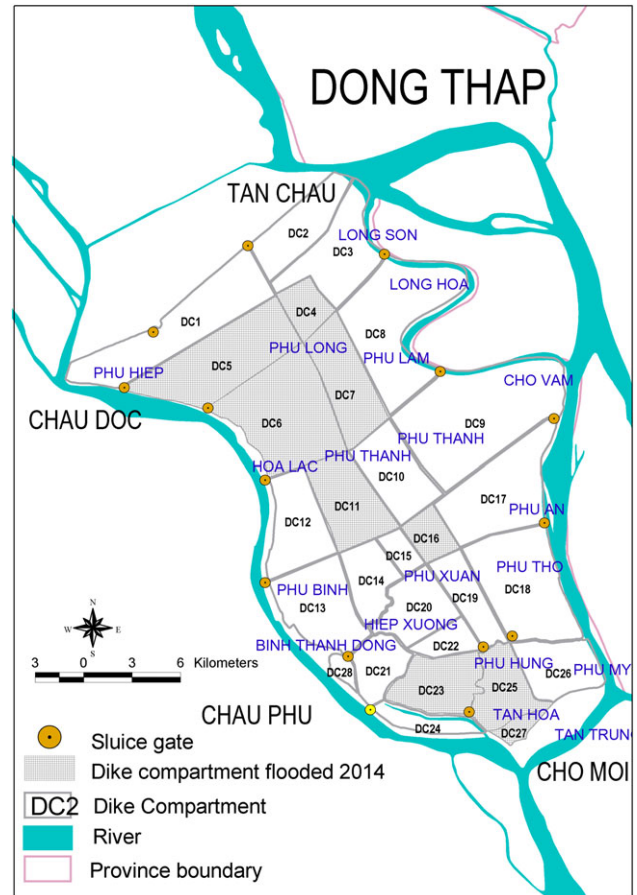 DONG THAP
TAN CHAU
DC2
LONG SON
DC3
LONG HOA
DC4
DC1
DC8
PHU LONG
PHU LAM
DC5
PHU HIEP
CHO VAM
DC7
CHAU DOC
DC6
DC9
PHU THANH
PHU THANH
HOA LAC
DC10
DC17
DC11
PHU AN
DC12
DC16
DC15
PHU THO
PHU XUAN
DC14
PHU BINH
DC19
DC18
DC20
DC13
HIEP XUONG
BINH THANH DONG
DC22
PHU HUNG
PHU MY
DC28
DC21
DC26
DC25
DC23
TAN HOA
CHAU PHU
DC24
DC27
TAN TRUNG
CHO MOI
N
W E
S
3 0 3 6 Kilometers
Sluice gate
Dike compartment flooded 2014
DC2 Dike Compartment
River
Province boundary